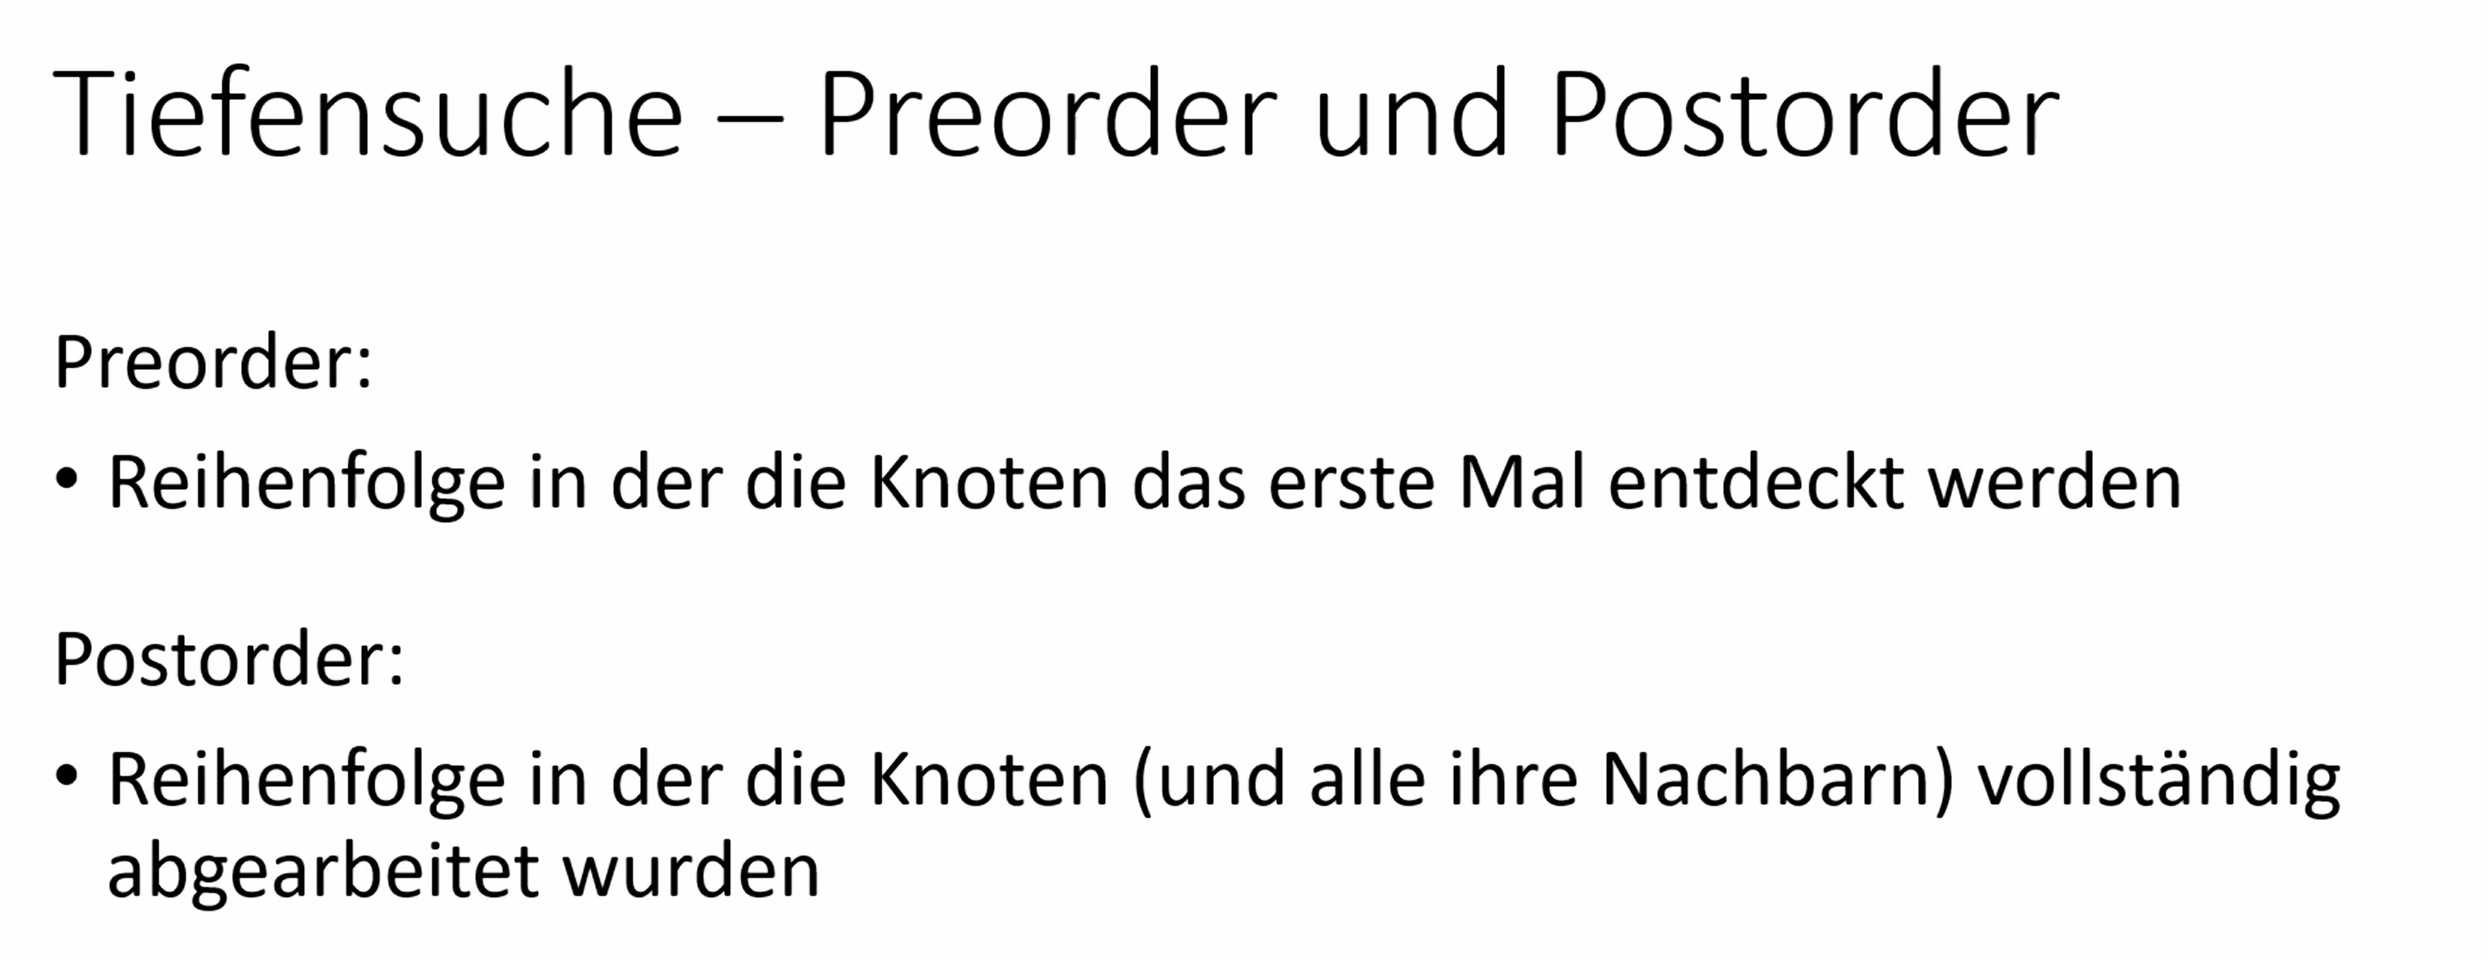 Tiefensuche – Preorder und Postorder
Preorder:
• Reihenfolge in der die Knoten das erste Mal entdeckt werden
Postorder:
• Reihenfolge in der die Knoten (und alle ihre Nachbarn) vollständig
abgearbeitet wurden